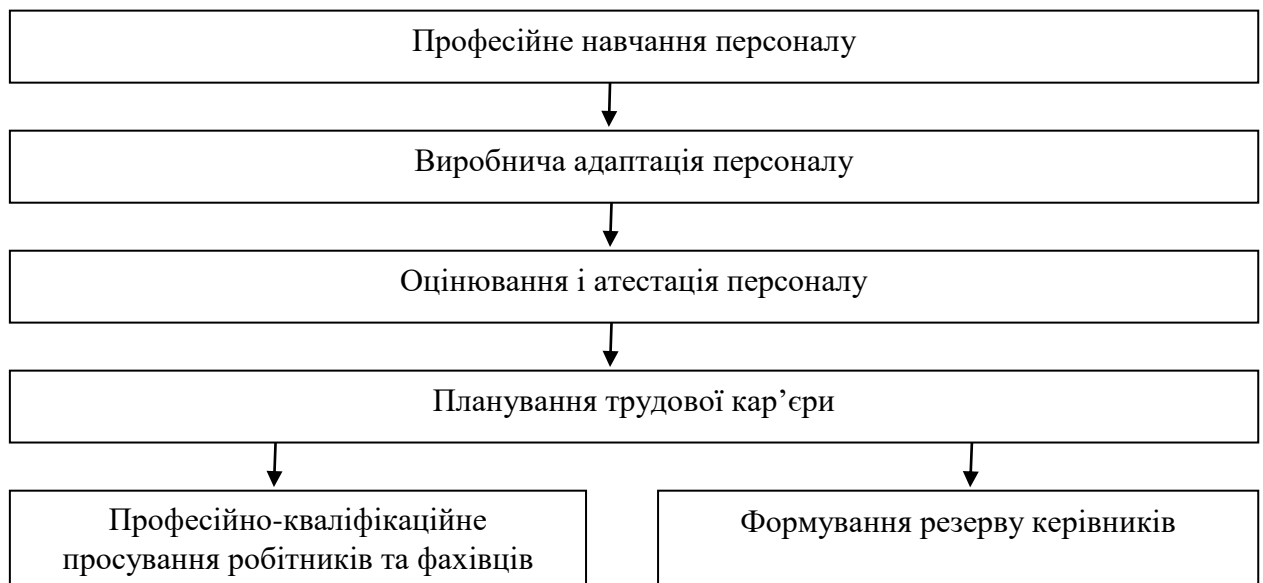 Професійне навчання персоналу
Виробнича адаптація персоналу
Оцінювання і атестація персоналу
Планування трудової кар’єри
Професійно-кваліфікаційне
просування робітників та фахівців
Формування резерву керівників